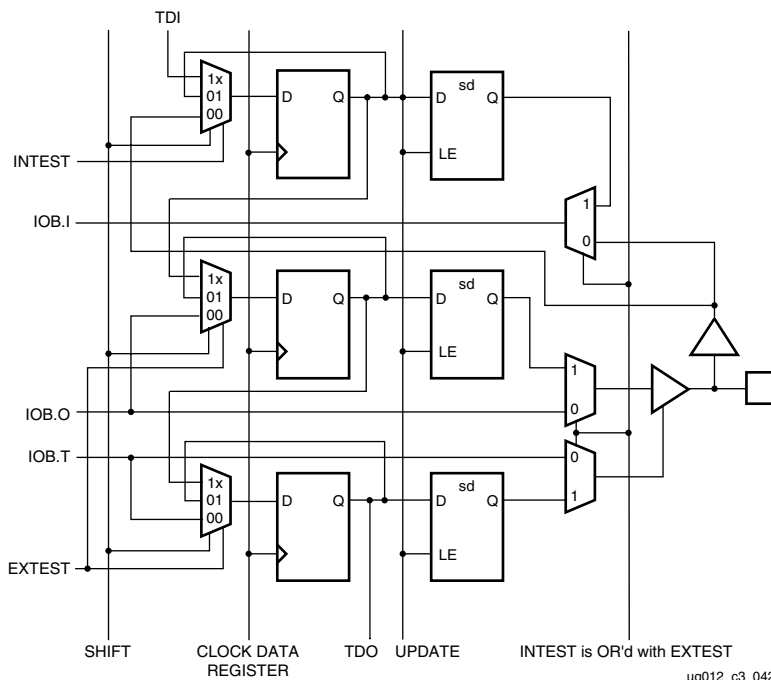 TDI
1x
01
00
D
Q
D
sd
Q
LE
INTEST
IOB.I
1
0
1x
01
00
D
Q
D
sd
Q
LE
1
0
IOB.O
IOB.T
0
1
1x
01
00
D
Q
D
sd
Q
LE
EXTEST
SHIFT
CLOCK DATA
REGISTER
TDO
UPDATE
INTEST is OR'd with EXTEST